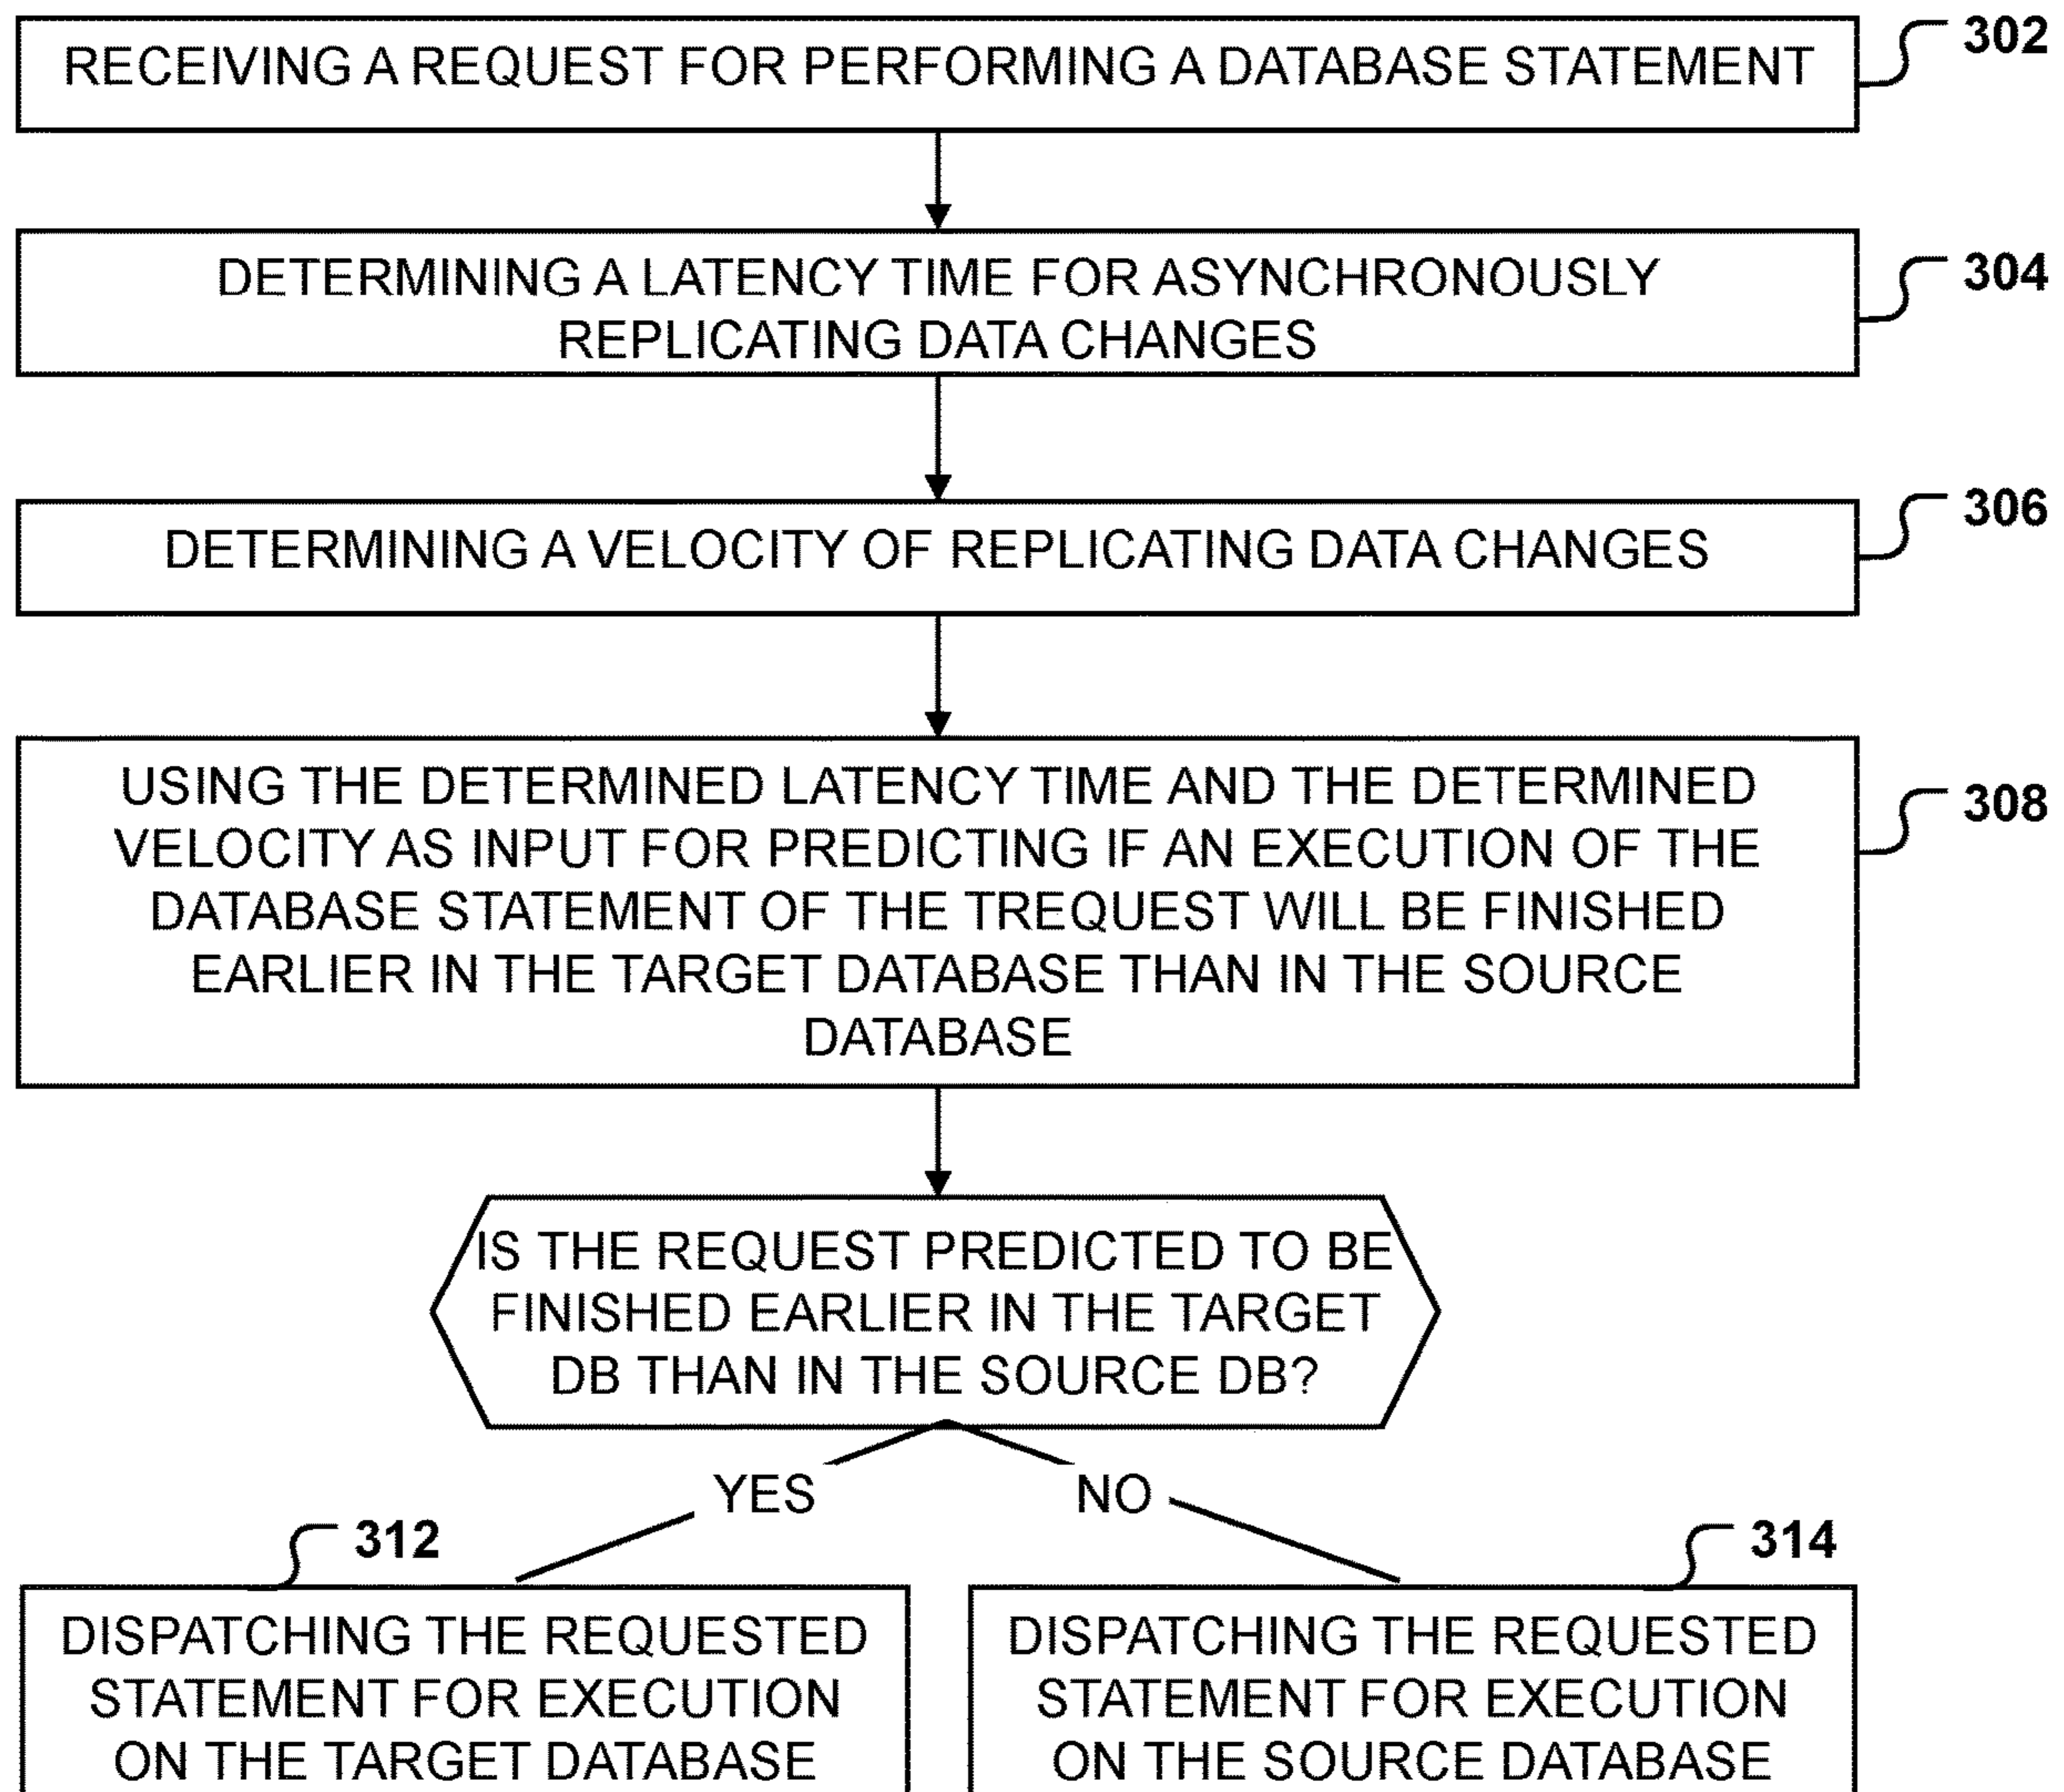 RECEIVING A REQUEST FOR PERFORMING A DATABASE STATEMENT
302
DETERMINING A LATENCY TIME FOR ASYNCHRONOUSLY
REPLICATING DATA CHANGES
304
DETERMINING A VELOCITY OF REPLICATING DATA CHANGES
306
USING THE DETERMINED LATENCY TIME AND THE DETERMINED
VELOCITY AS INPUT FOR PREDICTING IF AN EXECUTION OF THE
DATABASE STATEMENT OF THE TREQUEST WILL BE FINISHED
EARLIER IN THE TARGET DATABASE THAN IN THE SOURCE
DATABASE
308
IS THE REQUEST PREDICTED TO BE
FINISHED EARLIER IN THE TARGET
DB THAN IN THE SOURCE DB?
YES
NO
312
DISPATCHING THE REQUESTED
STATEMENT FOR EXECUTION
ON THE TARGET DATABASE
314
DISPATCHING THE REQUESTED
STATEMENT FOR EXECUTION
ON THE SOURCE DATABASE